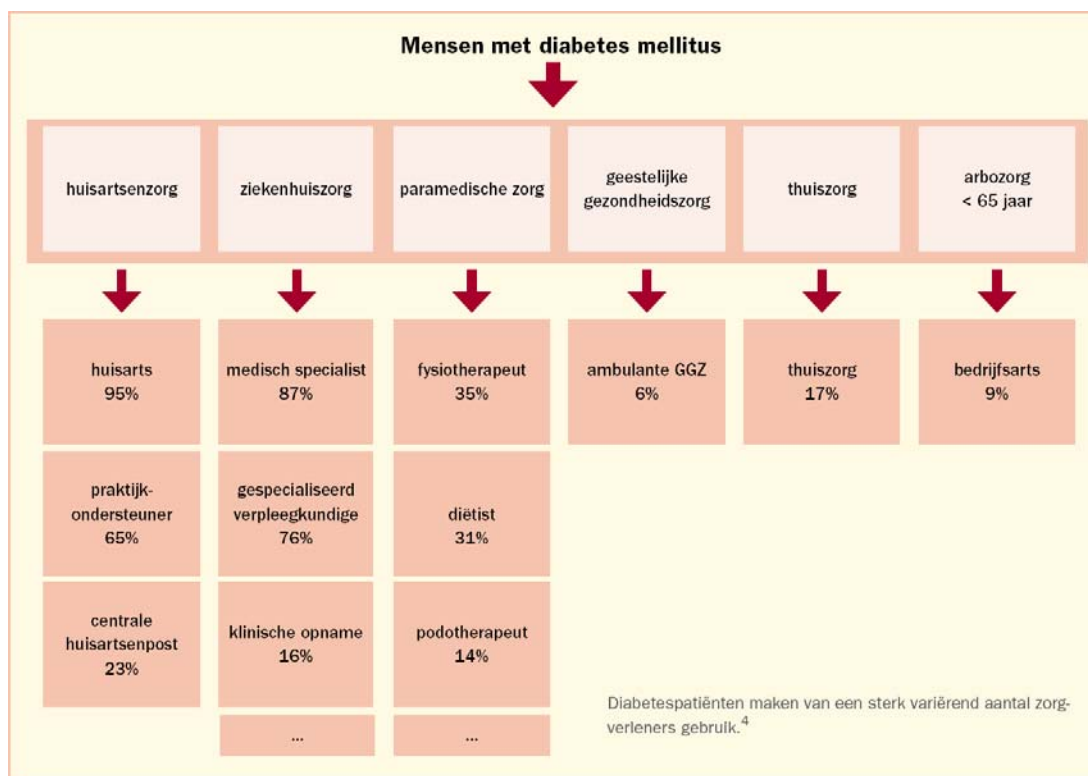 Mensen met diabetes mellitus
huisartsenzorg
ziekenhuiszorg
paramedische zorg
geestelijke
gezondheidszorg
thuiszorg
arbozorg
< 65 jaar
huisarts
95%
medisch specialist
87%
fysiotherapeut
35%
ambulante GGZ
6%
thuiszorg
17%
bedrijfsarts
9%
praktijk-
ondersteuner
65%
gespecialiseerd
verpleegkundige
76%
diëtist
31%
centrale
huisartsenpost
23%
klinische opname
16%
podotherapeut
14%
...
...
Diabetespatiënten maken van een sterk variërend aantal zorg-
verleners gebruik.4